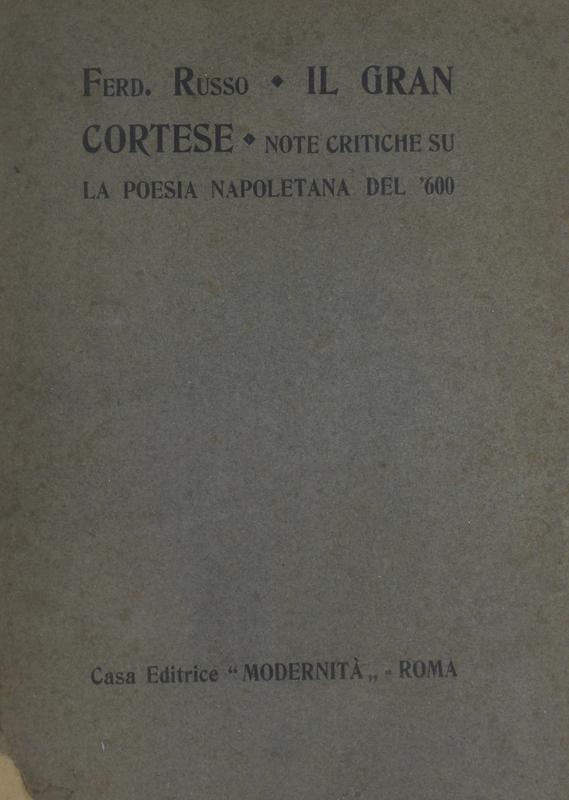 FERD. RUSSO ◆ IL GRAN
CORTESE ◆ NOTE CRITICHE SU
LA POESIA NAPOLETANA DEL '600
Casa Editrice “MODERNITÀ„ - ROMA